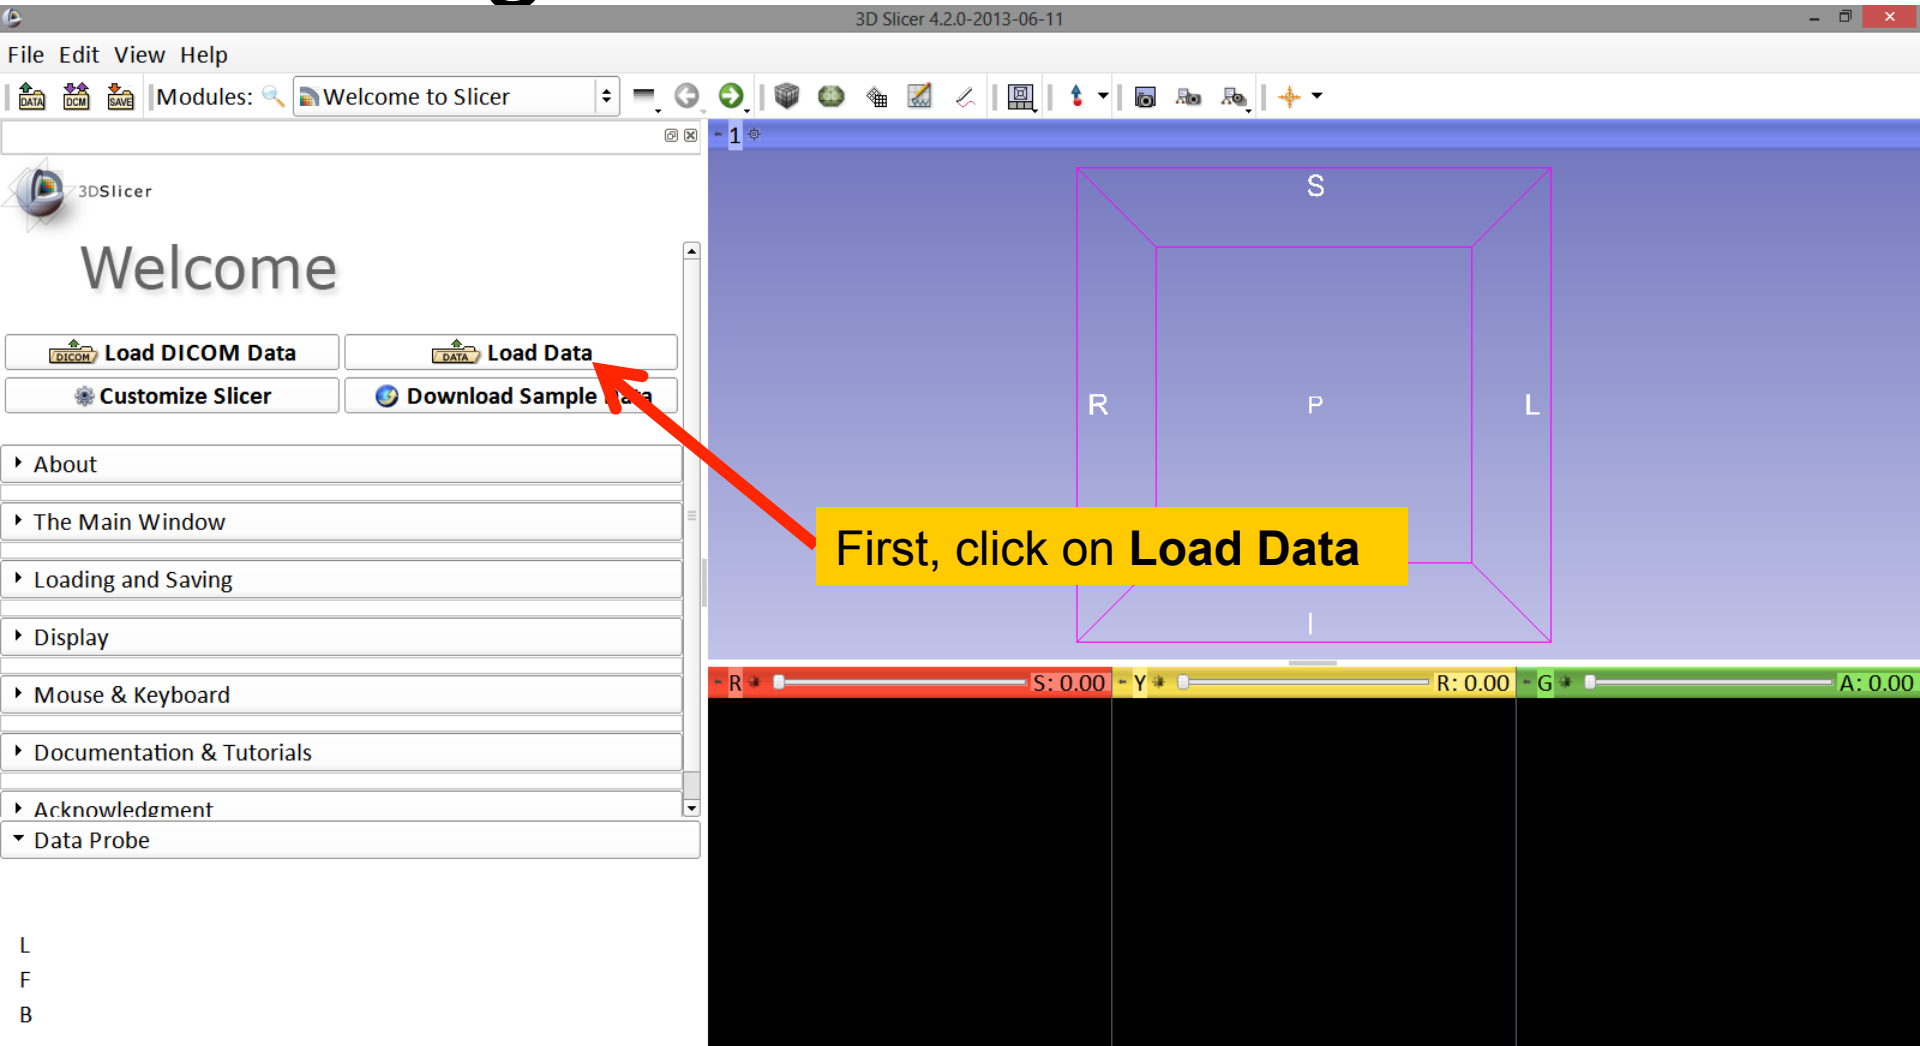 3D Slicer 4.2.0-2013-06-11
File Edit View Help
DATA DCM SAVE Modules: Welcome to Slicer
1
3DSlicer
Welcome
DICOM Load DICOM Data
DATA Load Data
Customize Slicer
Download Sample Data
About
The Main Window
Loading and Saving
Display
Mouse & Keyboard
Documentation & Tutorials
Acknowledgment
Data Probe
L
F
B
S
R P L
First, click on Load Data
I
R S: 0.00 Y R: 0.00 G A: 0.00